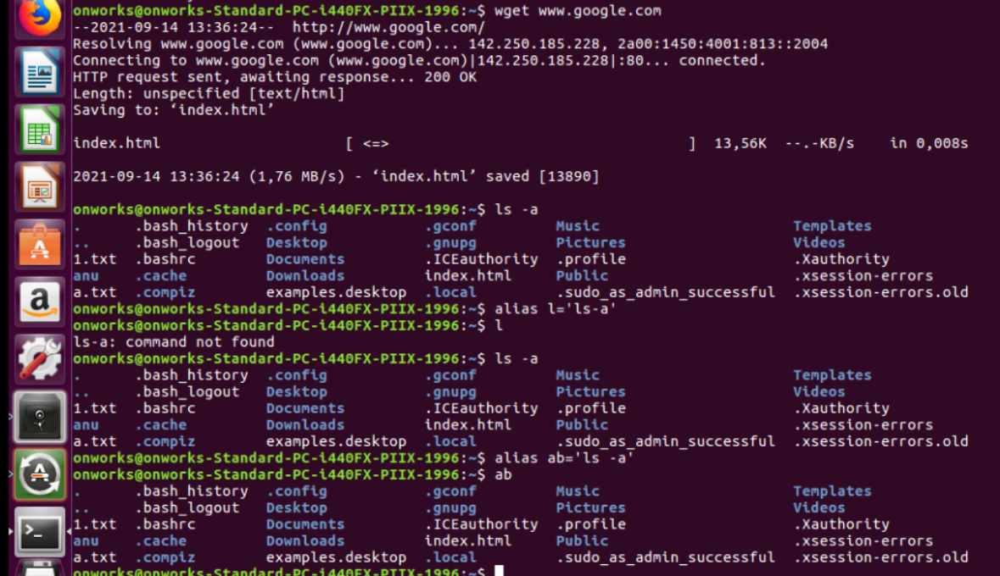 onworks@onworks-Standard-PC-i440FX-PIIX-1996:~$ wget www.google.com
--2021-09-14 13:36:24--  http://www.google.com/
Resolving www.google.com (www.google.com)... 142.250.185.228, 2a00:1450:4001:813::2004
Connecting to www.google.com (www.google.com)|142.250.185.228|:80... connected.
HTTP request sent, awaiting response... 200 OK
Length: unspecified [text/html]
Saving to: ‘index.html’
index.html                     [ <=>                                  ]  13,56K  --.-KB/s    in 0,008s
2021-09-14 13:36:24 (1,76 MB/s) - ‘index.html’ saved [13890]
onworks@onworks-Standard-PC-i440FX-PIIX-1996:~$ ls -a
.      .bash_history  .config           .gconf         Music                      Templates
..     .bash_logout   Desktop           .gnupg         Pictures                   Videos
1.txt  .bashrc        Documents         .ICEauthority  .profile                   .Xauthority
anu    .cache         Downloads         index.html     Public                     .xsession-errors
a.txt  .compiz        examples.desktop  .local         .sudo_as_admin_successful  .xsession-errors.old
onworks@onworks-Standard-PC-i440FX-PIIX-1996:~$ alias l='ls-a'
onworks@onworks-Standard-PC-i440FX-PIIX-1996:~$ l
ls-a: command not found
onworks@onworks-Standard-PC-i440FX-PIIX-1996:~$ ls -a
.      .bash_history  .config           .gconf         Music                      Templates
..     .bash_logout   Desktop           .gnupg         Pictures                   Videos
1.txt  .bashrc        Documents         .ICEauthority  .profile                   .Xauthority
anu    .cache         Downloads         index.html     Public                     .xsession-errors
a.txt  .compiz        examples.desktop  .local         .sudo_as_admin_successful  .xsession-errors.old
onworks@onworks-Standard-PC-i440FX-PIIX-1996:~$ alias ab='ls -a'
onworks@onworks-Standard-PC-i440FX-PIIX-1996:~$ ab
.      .bash_history  .config           .gconf         Music                      Templates
..     .bash_logout   Desktop           .gnupg         Pictures                   Videos
1.txt  .bashrc        Documents         .ICEauthority  .profile                   .Xauthority
anu    .cache         Downloads         index.html     Public                     .xsession-errors
a.txt  .compiz        examples.desktop  .local         .sudo_as_admin_successful  .xsession-errors.old
onworks@onworks-Standard-PC-i440FX-PIIX-1996:~$